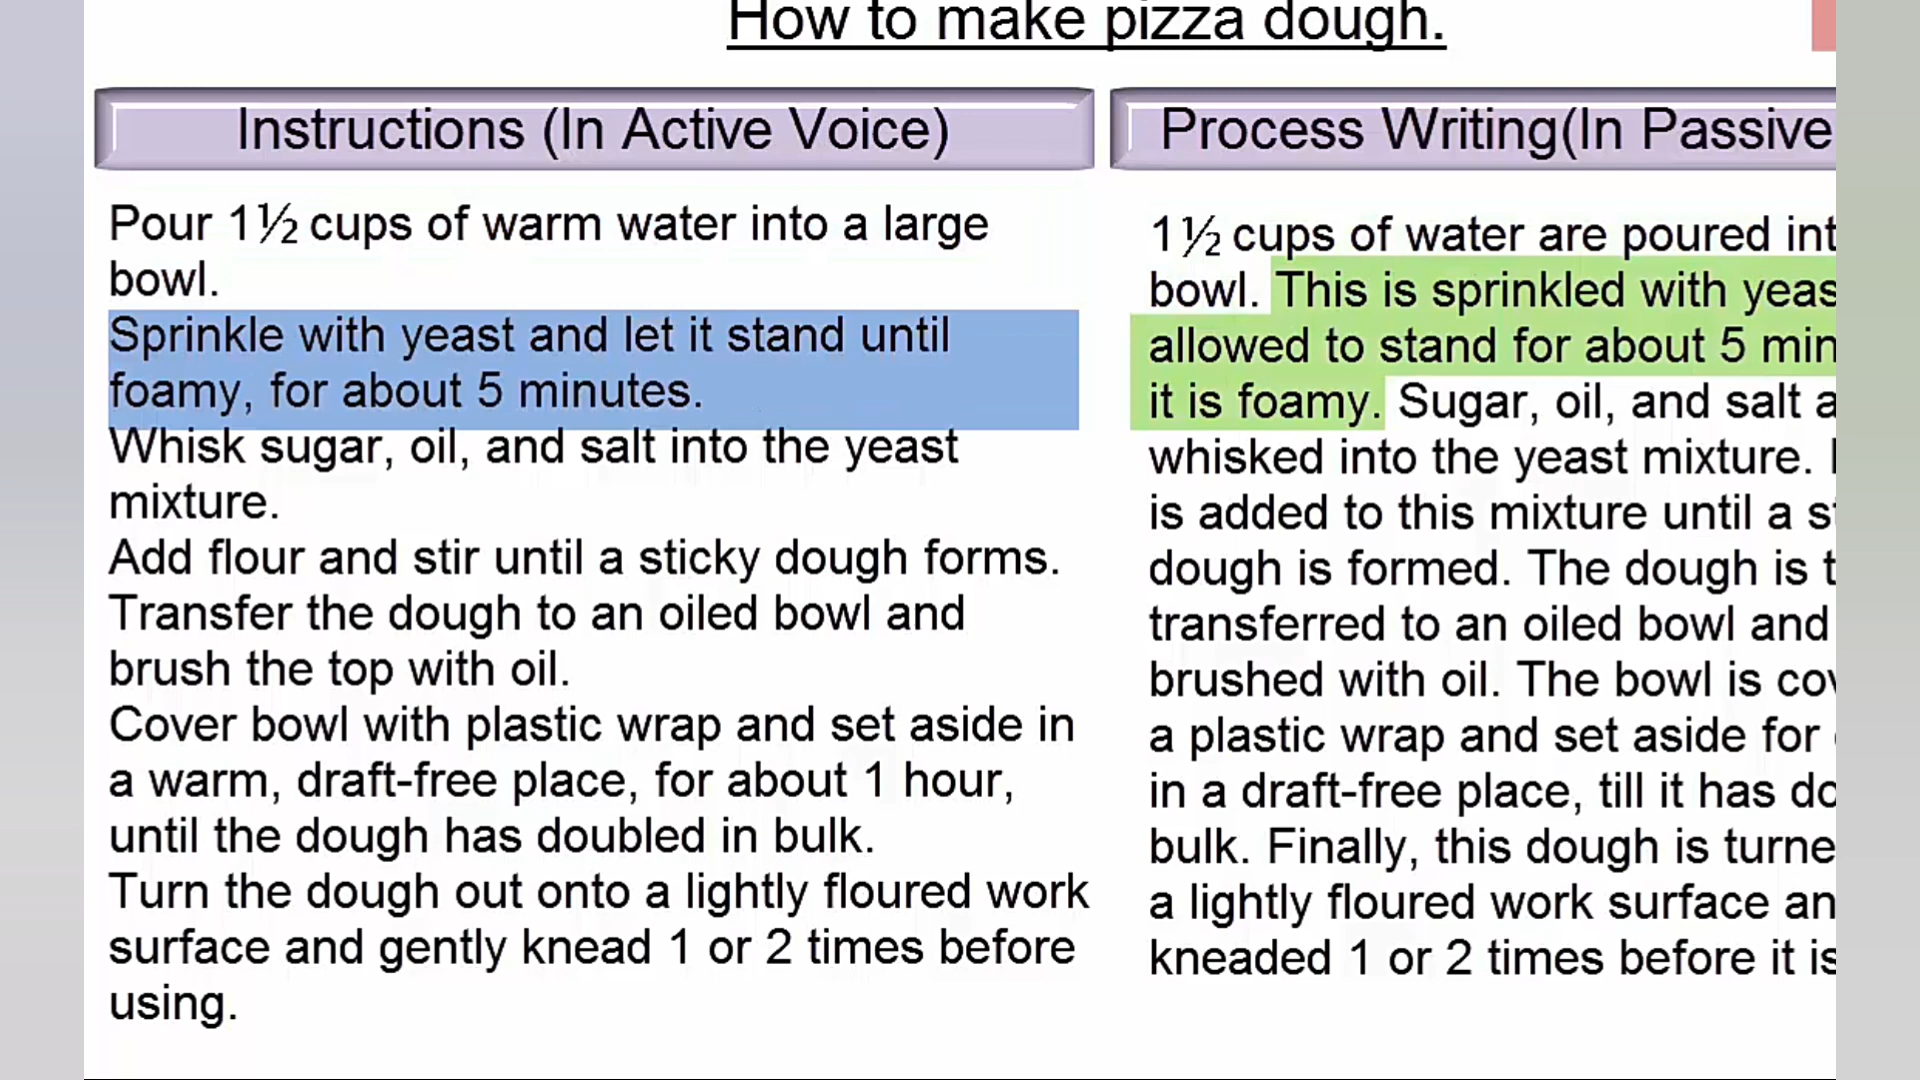 How to make pizza dough.
Instructions (In Active Voice)
Pour 1½ cups of warm water into a large
bowl.
Sprinkle with yeast and let it stand until
foamy, for about 5 minutes.
Whisk sugar, oil, and salt into the yeast
mixture.
Add flour and stir until a sticky dough forms.
Transfer the dough to an oiled bowl and
brush the top with oil.
Cover bowl with plastic wrap and set aside in
a warm, draft-free place, for about 1 hour,
until the dough has doubled in bulk.
Turn the dough out onto a lightly floured work
surface and gently knead 1 or 2 times before
using.
Process Writing(In Passive
1½ cups of water are poured
bowl. This is sprinkled with
allowed to stand for about 5
it is foamy. Sugar, oil, and salt
whisked into the yeast mixture.
is added to this mixture until a
dough is formed. The dough is
transferred to an oiled bowl and
brushed with oil. The bowl is
a plastic wrap and set aside for
in a draft-free place, till it has
bulk. Finally, this dough is
a lightly floured work surface
kneaded 1 or 2 times before it is